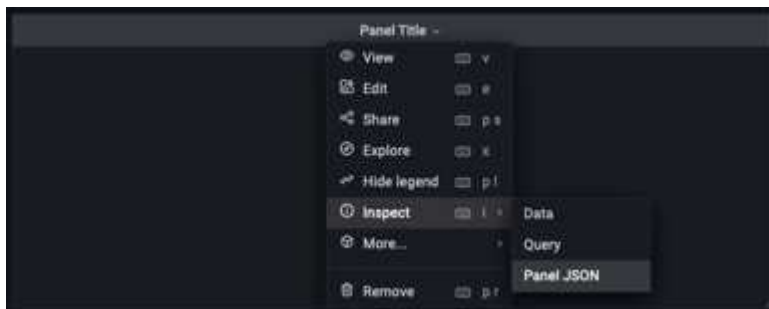 Panel Title
View v
Edit e
Share p s
Explore x
Hide legend p l
Inspect i
Data
More...
Query
Panel JSON
Remove p r